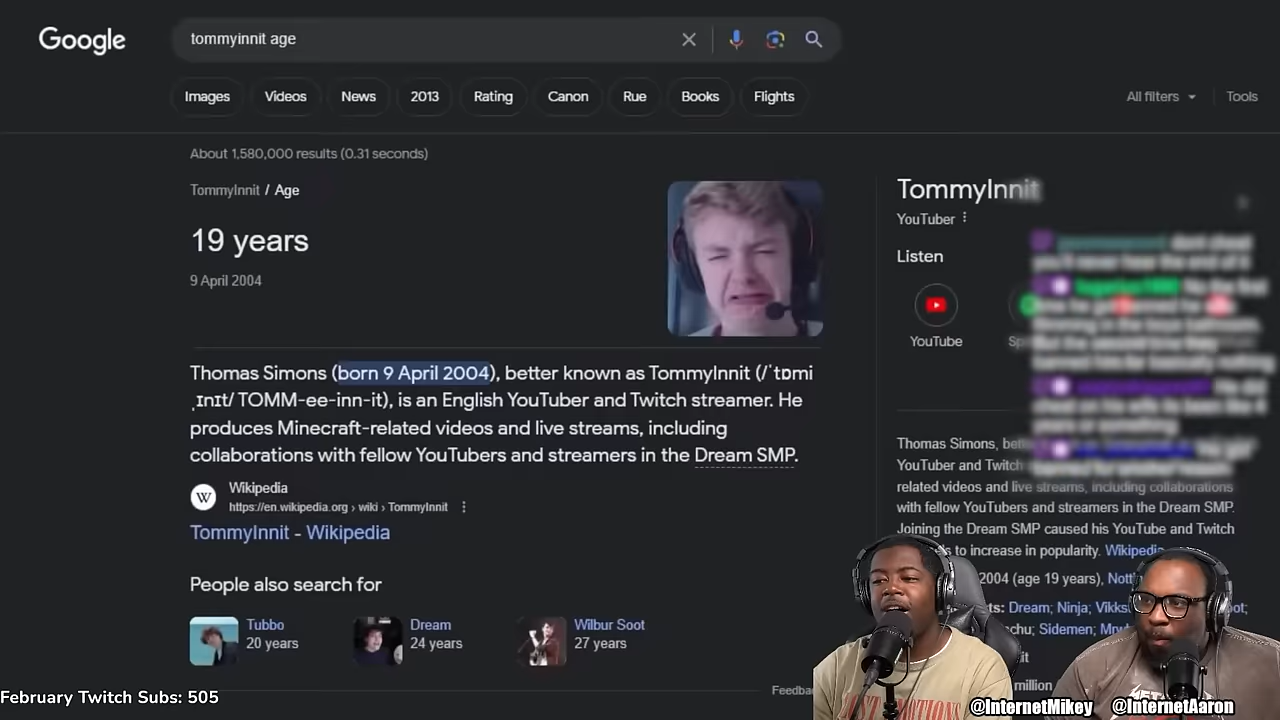 Google
tommyinnit age
Images
Videos
News
2013
Rating
Canon
Rue
Books
Flights
All filters
Tools
About 1,580,000 results (0.31 seconds)
TommyInnit / Age
19 years
9 April 2004
Thomas Simons (born 9 April 2004), better known as TommyInnit (/ˈtɒmi
ˌɪnɪt/ TOMM-ee-inn-it), is an English YouTuber and Twitch streamer. He
produces Minecraft-related videos and live streams, including
collaborations with fellow YouTubers and streamers in the Dream SMP.
W
Wikipedia
https://en.wikipedia.org › wiki › TommyInnit
TommyInnit - Wikipedia
People also search for
Tubbo
20 years
Dream
24 years
Wilbur Soot
27 years
TommyInnit
YouTuber
Listen
YouTube
Thomas Simons,
YouTuber and Twitch
related videos and live streams, including collaborations
with fellow YouTubers and streamers in the Dream SMP.
Joining the Dream SMP caused his YouTube and Twitch
to increase in popularity. Wikipedia
2004 (age 19 years),
Dream; Ninja;
Sidemen;
million
February Twitch Subs: 505
@InternetMikey
@InternetAaron